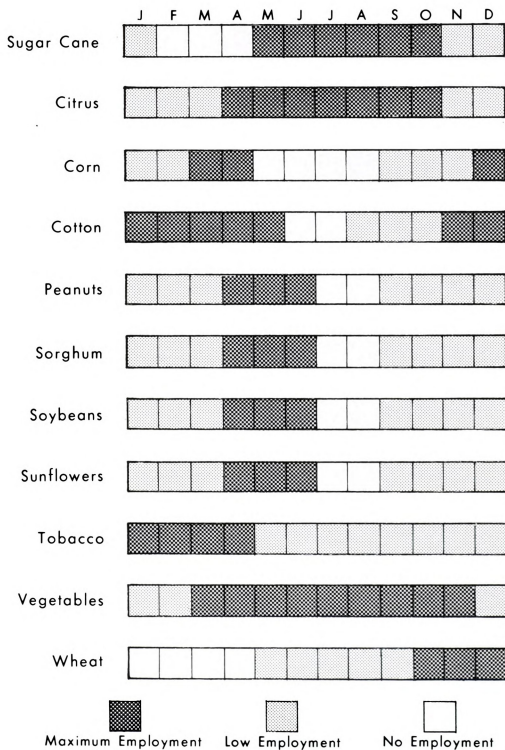 J F M A M J J A S O N D
Sugar Cane
Citrus
Corn
Cotton
Peanuts
Sorghum
Soybeans
Sunflowers
Tobacco
Vegetables
Wheat
Maximum Employment Low Employment No Employment